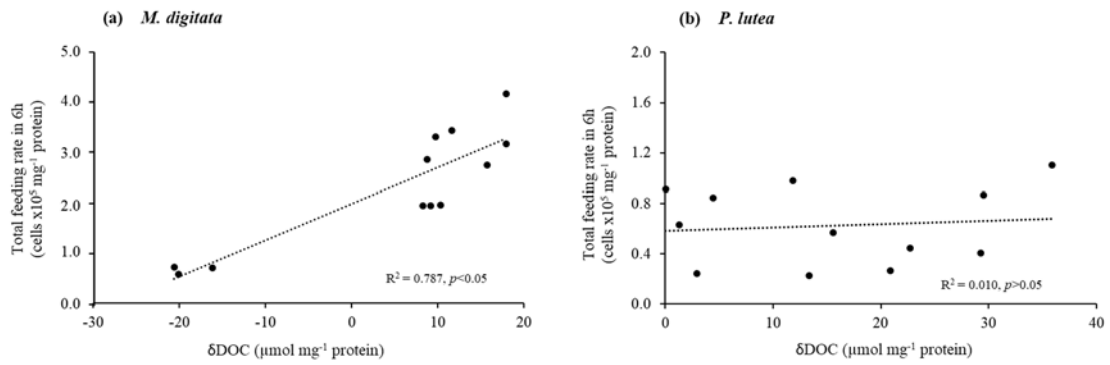 (a) M. digitata
5.0
4.0
3.0
2.0
1.0
0.0
Total feeding rate in 6h
(cells x10⁵ mg⁻¹ protein)
R² = 0.787, p<0.05
-30 -20 -10 0 10 20
δDOC (μmol mg⁻¹ protein)
(b) P. lutea
2.0
1.6
1.2
0.8
0.4
0.0
Total feeding rate in 6h
(cells x10⁵ mg⁻¹ protein)
R² = 0.010, p>0.05
0 10 20 30 40
δDOC (μmol mg⁻¹ protein)